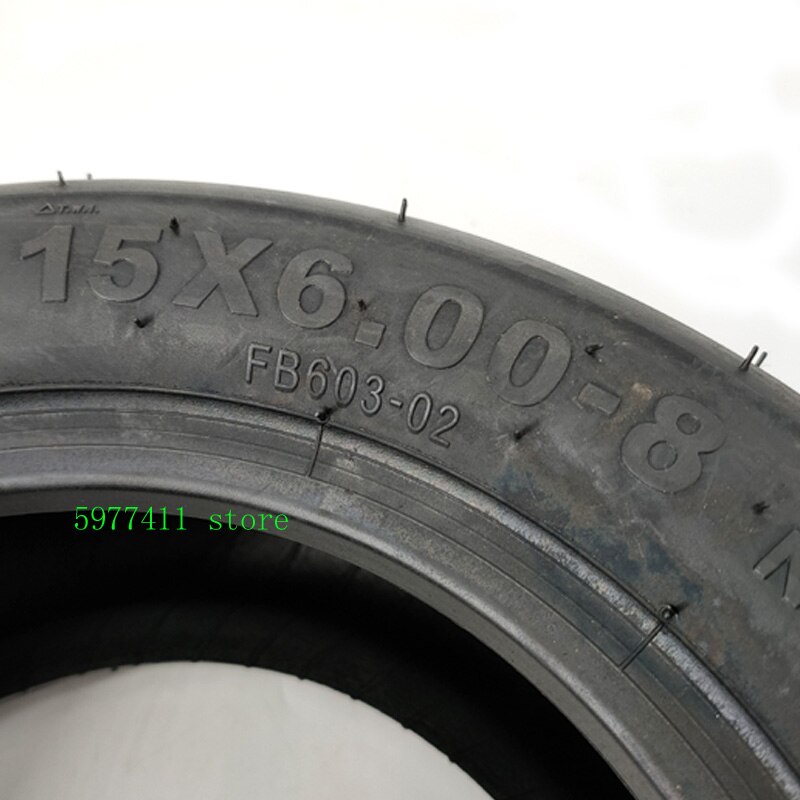 △T.W.I.
15X6.00-8
FB603-02
5977411 store